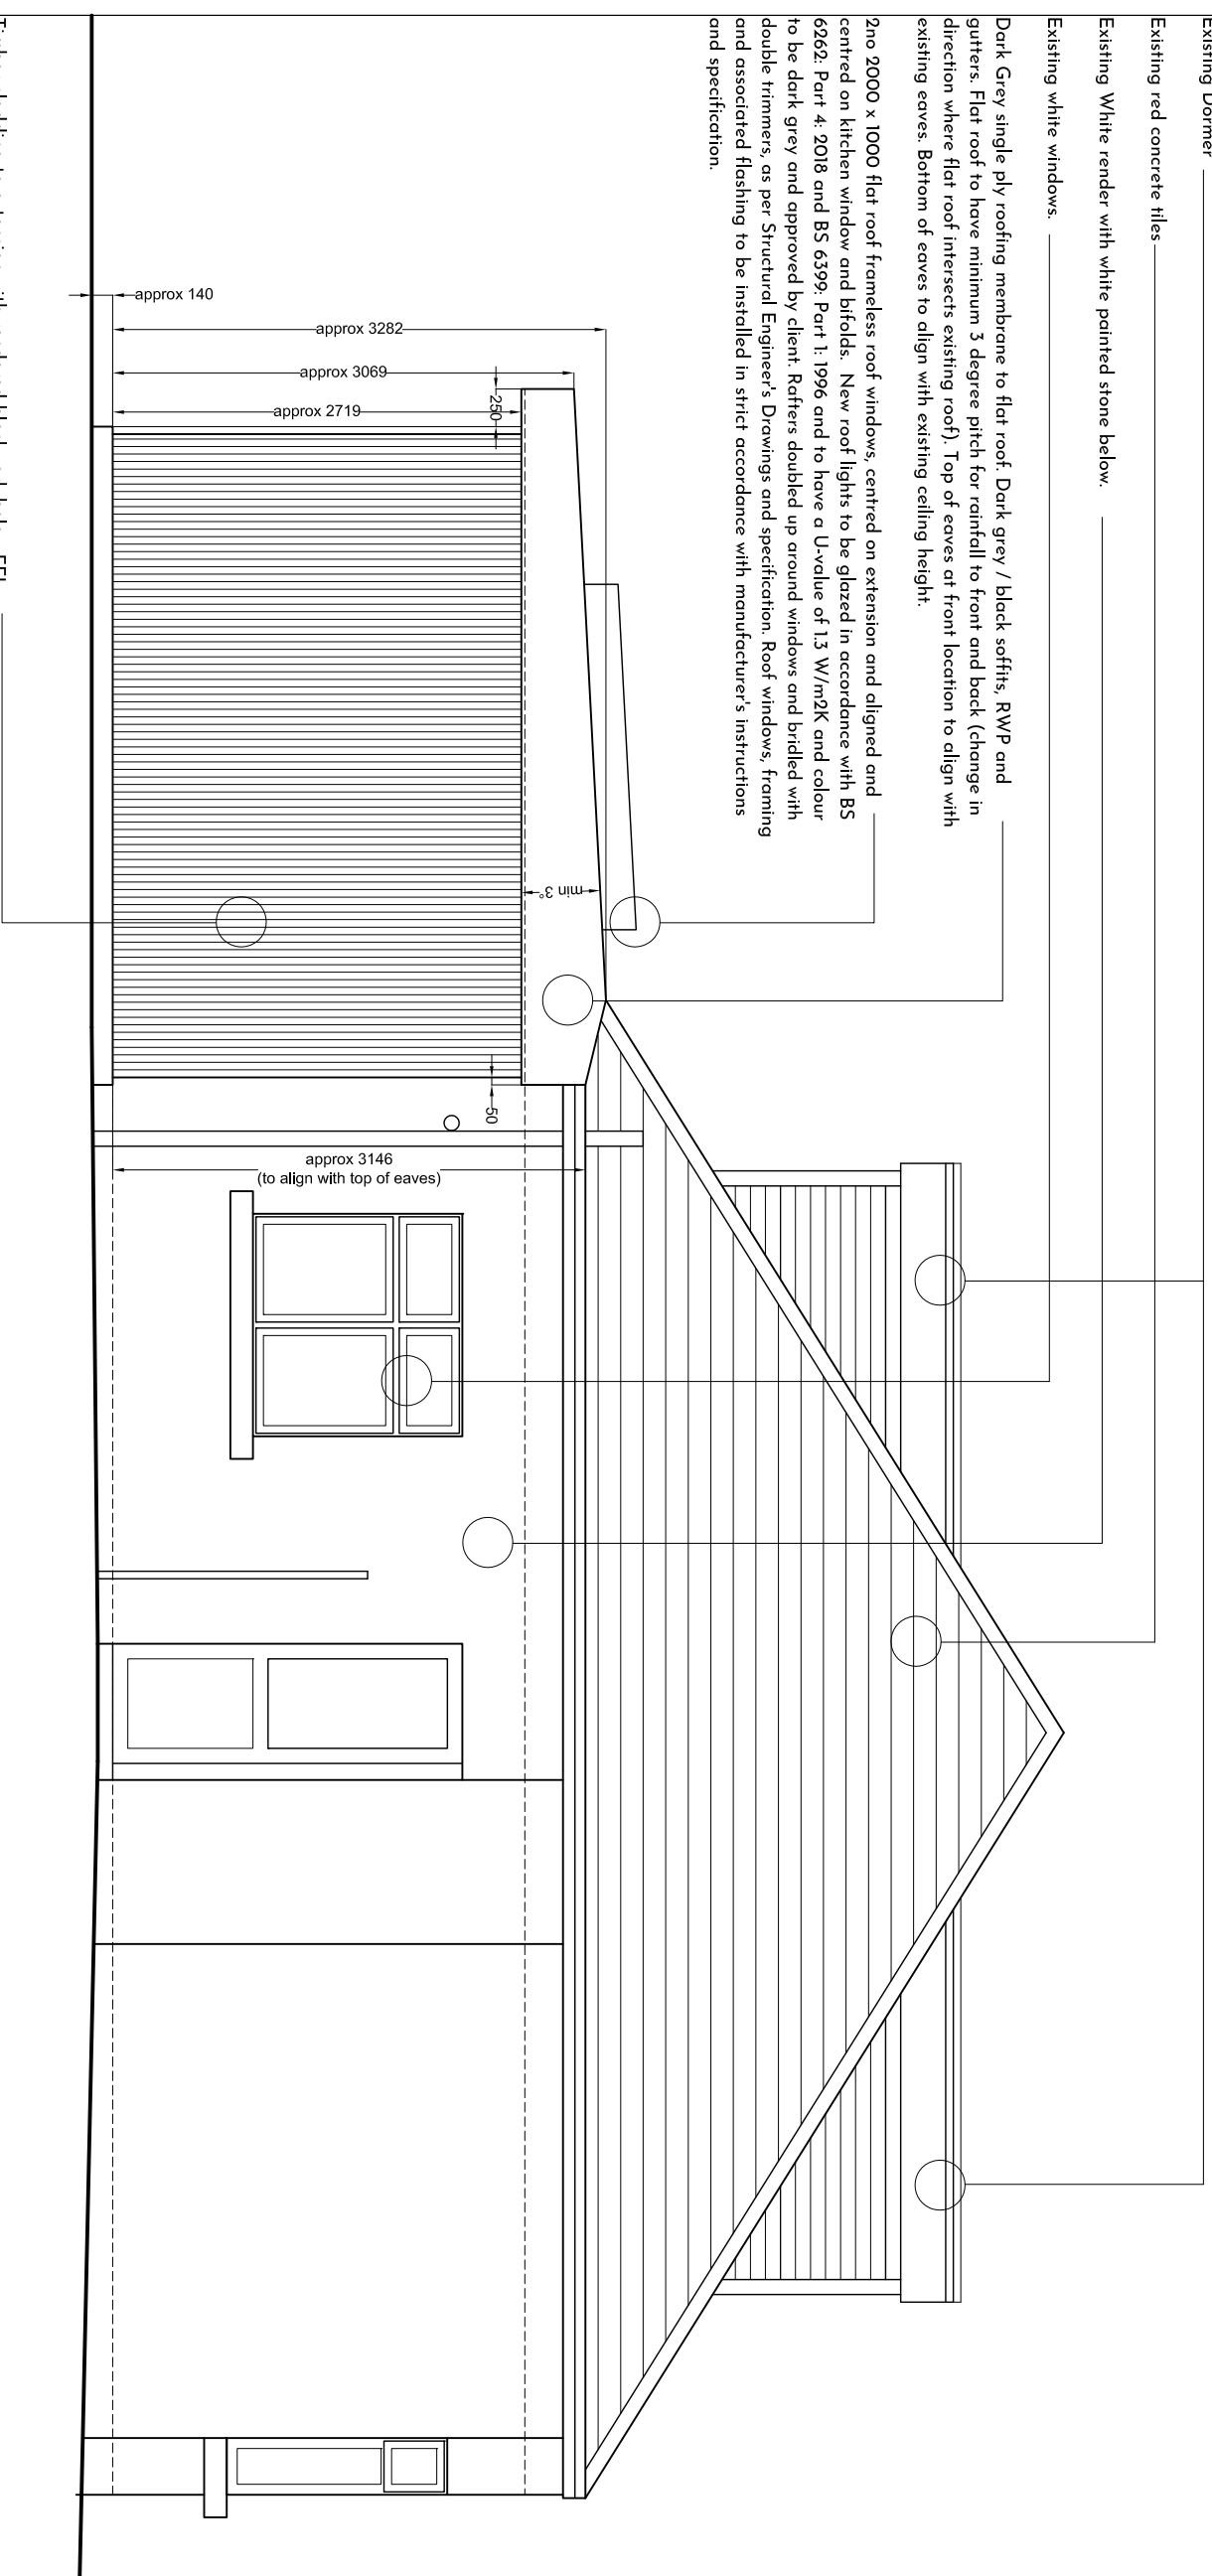 Existing Dormer
Existing red concrete tiles
Existing White render with white painted stone below.
Existing white windows.
Dark Grey single ply roofing membrane to flat roof. Dark grey / black soffits, RWP and
gutters. Flat roof to have minimum 3 degree pitch for rainfall to front and back (change in
direction where flat roof intersects existing roof). Top of eaves at front location to align with
existing eaves. Bottom of eaves to align with existing ceiling height.
2no 2000 x 1000 flat roof frameless roof windows, centred on extension and aligned and
centred on kitchen window and bifolds. New roof lights to be glazed in accordance with BS
6262: Part 4: 2018 and BS 6399: Part 1: 1996 and to have a U-value of 1.3 W/m2K and colour
to be dark grey and approved by client. Rafters doubled up around windows and bridled with
double trimmers, as per Structural Engineer's Drawings and specification. Roof windows, framing
and associated flashing to be installed in strict accordance with manufacturer's instructions
and specification.
approx 140
approx 3282
approx 3069
approx 2719
250
min 3°
50
approx 3146
(to align with top of eaves)